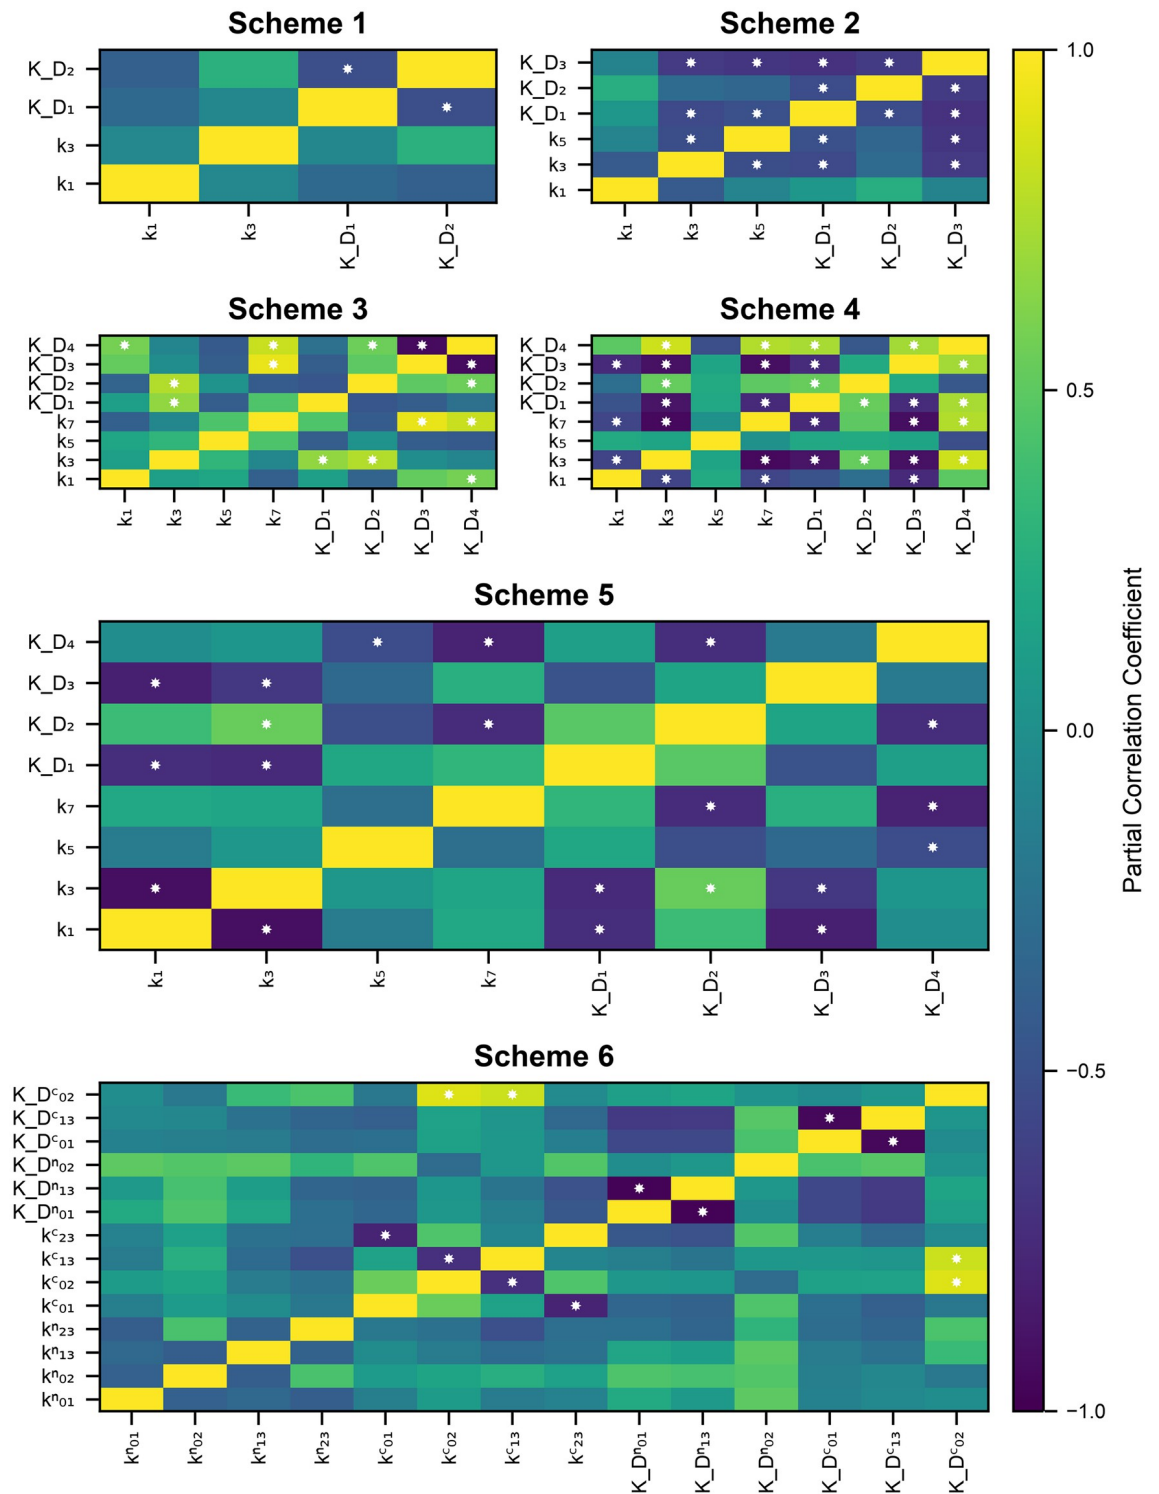 Scheme 1
K_D₂
K_D₁
k₃
k₁
k₁
k₃
K_D₁
K_D₂
Scheme 2
K_D₃
K_D₂
K_D₁
k₅
k₃
k₁
k₁
k₃
k₅
K_D₁
K_D₂
K_D₃
Scheme 3
K_D₄
K_D₃
K_D₂
K_D₁
k₇
k₅
k₃
k₁
k₁
k₃
k₅
k₇
K_D₁
K_D₂
K_D₃
K_D₄
Scheme 4
K_D₄
K_D₃
K_D₂
K_D₁
k₇
k₅
k₃
k₁
k₁
k₃
k₅
k₇
K_D₁
K_D₂
K_D₃
K_D₄
Scheme 5
K_D₄
K_D₃
K_D₂
K_D₁
k₇
k₅
k₃
k₁
k₁
k₃
k₅
k₇
K_D₁
K_D₂
K_D₃
K_D₄
Scheme 6
K_Dᶜ₀₂
K_Dᶜ₁₃
K_Dᶜ₀₁
K_Dⁿ₀₂
K_Dⁿ₁₃
K_Dⁿ₀₁
kᶜ₂₃
kᶜ₁₃
kᶜ₀₂
kᶜ₀₁
kⁿ₂₃
kⁿ₁₃
kⁿ₀₂
kⁿ₀₁
kⁿ₀₁
kⁿ₀₂
kⁿ₁₃
kⁿ₂₃
kᶜ₀₁
kᶜ₀₂
kᶜ₁₃
kᶜ₂₃
K_Dⁿ₀₁
K_Dⁿ₁₃
K_Dⁿ₀₂
K_Dᶜ₀₁
K_Dᶜ₁₃
K_Dᶜ₀₂
1.0
0.5
0.0
−0.5
−1.0
Partial Correlation Coefficient